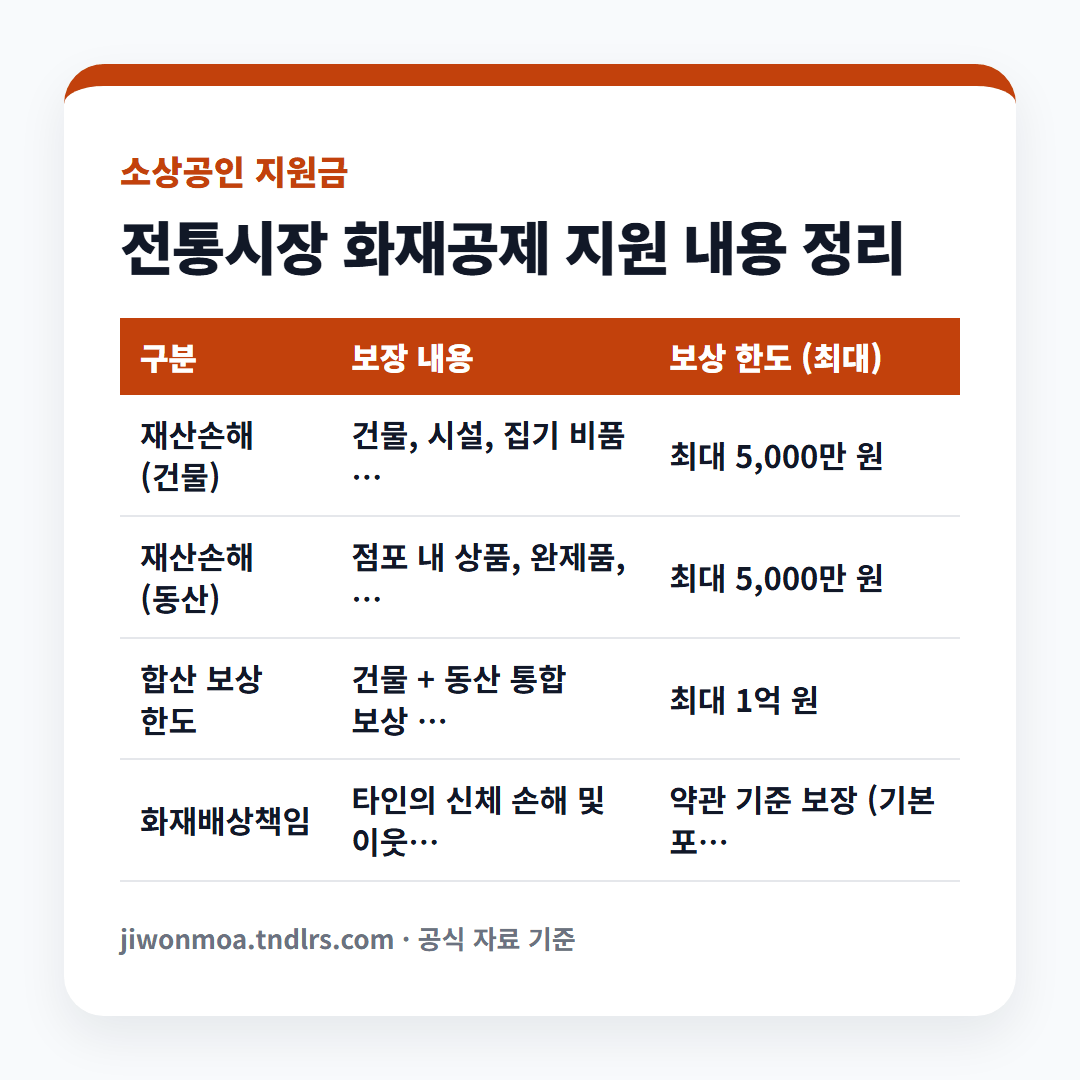 소상공인 지원금
전통시장 화재공제 지원 내용 정리
구분 보장 내용 보상 한도 (최대)
재산손해
(건물)
건물, 시설, 집기 비품
…
최대 5,000만 원
재산손해
(동산)
점포 내 상품, 완제품,
…
최대 5,000만 원
합산 보상
한도
건물 + 동산 통합
보상 …
최대 1억 원
화재배상책임
타인의 신체 손해 및
이웃…
약관 기준 보장 (기본
포…
jiwonmoa.tndlrs.com · 공식 자료 기준